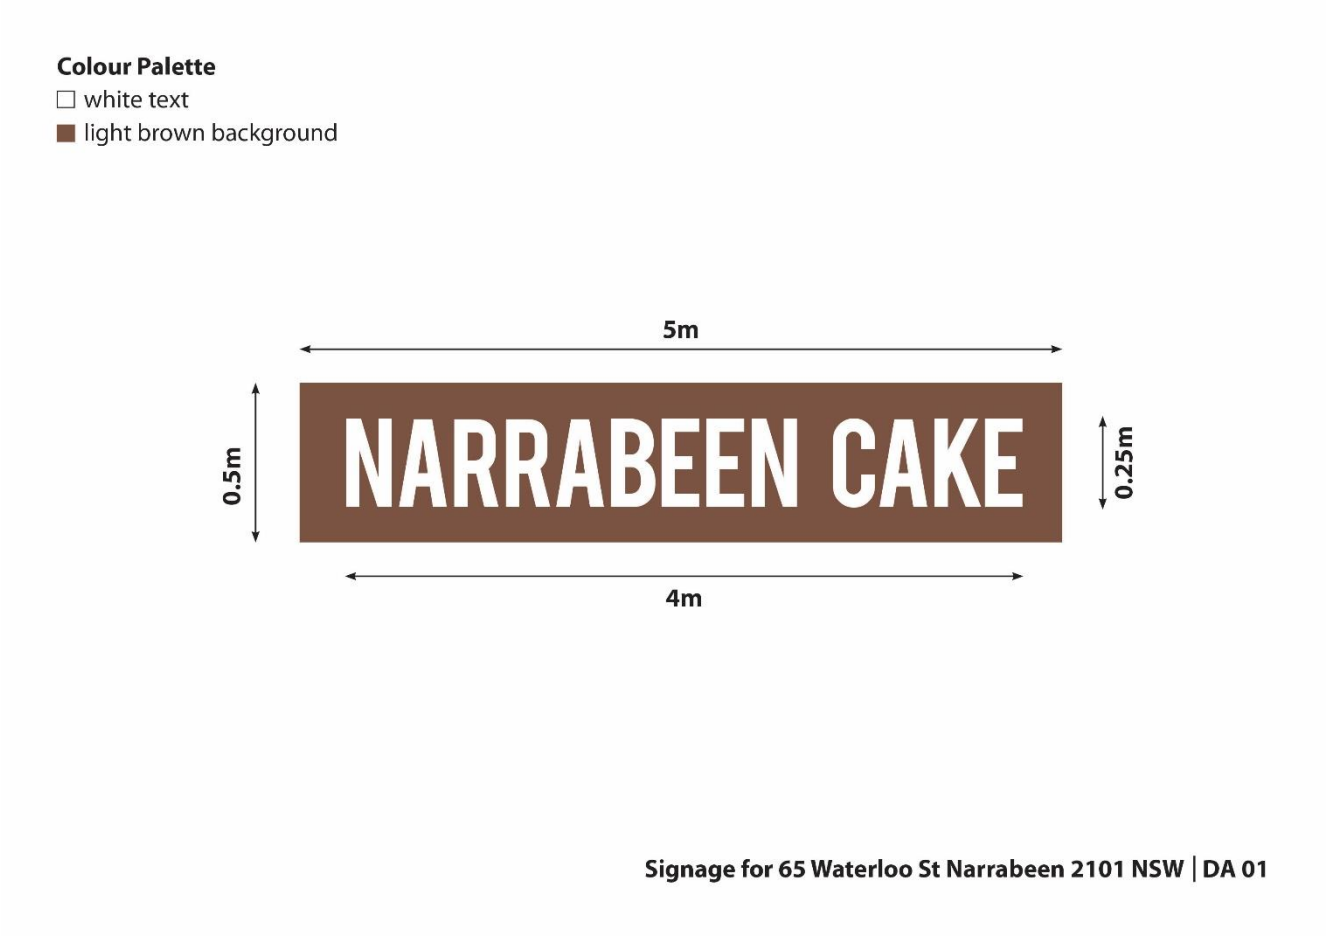 Colour Palette
white text
light brown background
5m
0.5m
NARRABEEN CAKE
0.25m
4m
Signage for 65 Waterloo St Narrabeen 2101 NSW | DA 01